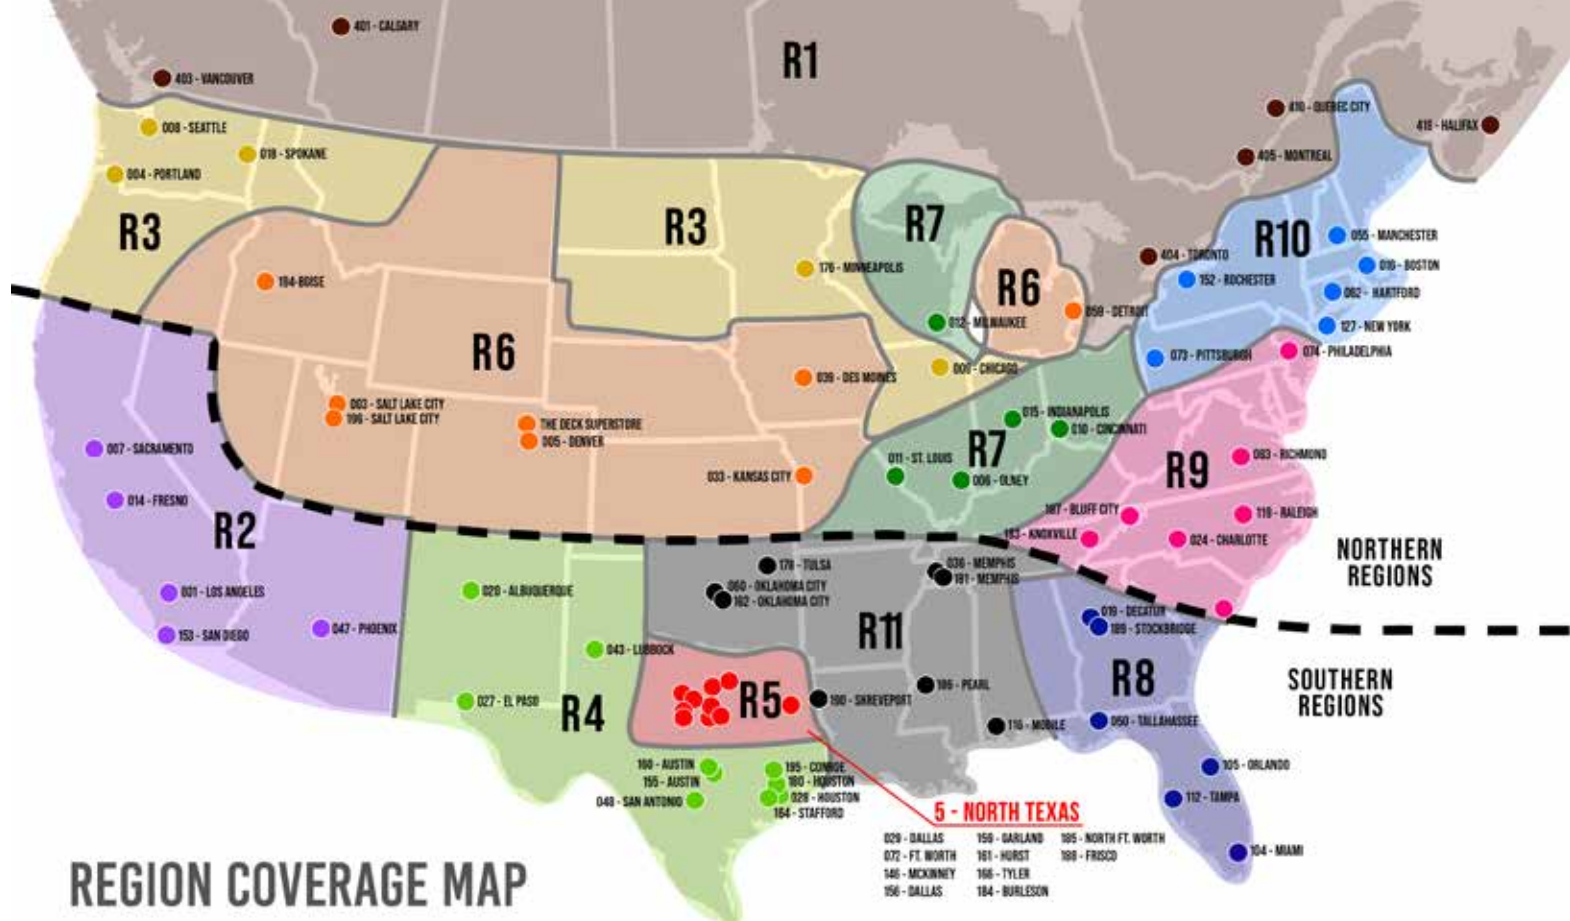 401 - CALGARY
R1
403 - VANCOUVER
410 - QUEBEC CITY
418 - HALIFAX
008 - SEATTLE
018 - SPOKANE
405 - MONTREAL
004 - PORTLAND
R3
R3
R7
R10
055 - MANCHESTER
404 - TORONTO
016 - BOSTON
176 - MINNEAPOLIS
194-BOISE
R6
152 - ROCHESTER
062 - HARTFORD
059 - DETROIT
012 - MILWAUKEE
127 - NEW YORK
R6
073 - PITTSBURGH
074 - PHILADELPHIA
009 - CHICAGO
039 - DES MOINES
003 - SALT LAKE CITY
196 - SALT LAKE CITY
THE DECK SUPERSTORE
005 - DENVER
015 - INDIANAPOLIS
010 - CINCINNATI
007 - SACRAMENTO
R7
011 - ST. LOUIS
063 - RICHMOND
R9
033 - KANSAS CITY
006 - OLNEY
014 - FRESNO
187 - BLUFF CITY
119 - RALEIGH
R2
193 - KNOXVILLE
024 - CHARLOTTE
NORTHERN
REGIONS
178 - TULSA
036 - MEMPHIS
181 - MEMPHIS
001 - LOS ANGELES
020 - ALBUQUERQUE
060 - OKLAHOMA CITY
162 - OKLAHOMA CITY
019 - DECATUR
189 - STOCKBRIDGE
153 - SAN DIEGO
047 - PHOENIX
R11
043 - LUBBOCK
R8
SOUTHERN
REGIONS
027 - EL PASO
R4
R5
190 - SHREVEPORT
186 - PEARL
116 - MOBILE
050 - TALLAHASSEE
160 - AUSTIN
155 - AUSTIN
048 - SAN ANTONIO
195 - CONROE
180 - HOUSTON
028 - HOUSTON
164 - STAFFORD
105 - ORLANDO
112 - TAMPA
104 - MIAMI
5 - NORTH TEXAS
029 - DALLAS 159 - GARLAND 185 - NORTH FT. WORTH
072 - FT. WORTH 161 - HURST 188 - FRISCO
146 - MCKINNEY 166 - TYLER
156 - DALLAS 184 - BURLESON
REGION COVERAGE MAP